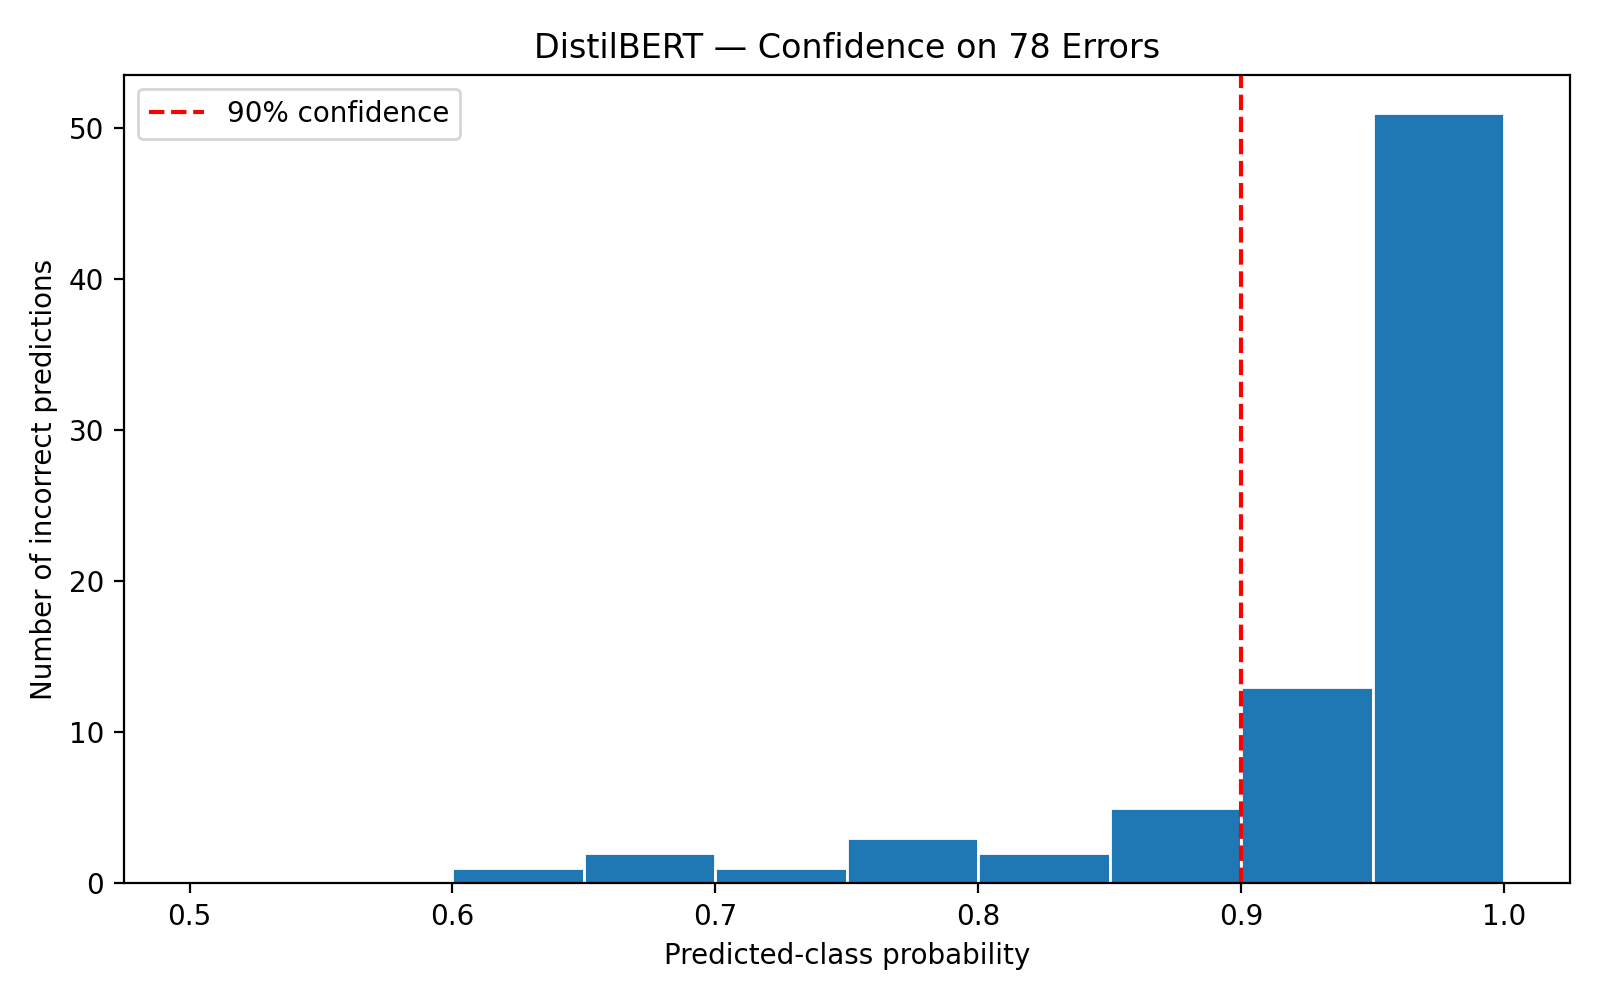 DistilBERT — Confidence on 78 Errors
90% confidence
Number of incorrect predictions
50
40
30
20
10
0
0.5 0.6 0.7 0.8 0.9 1.0
Predicted-class probability